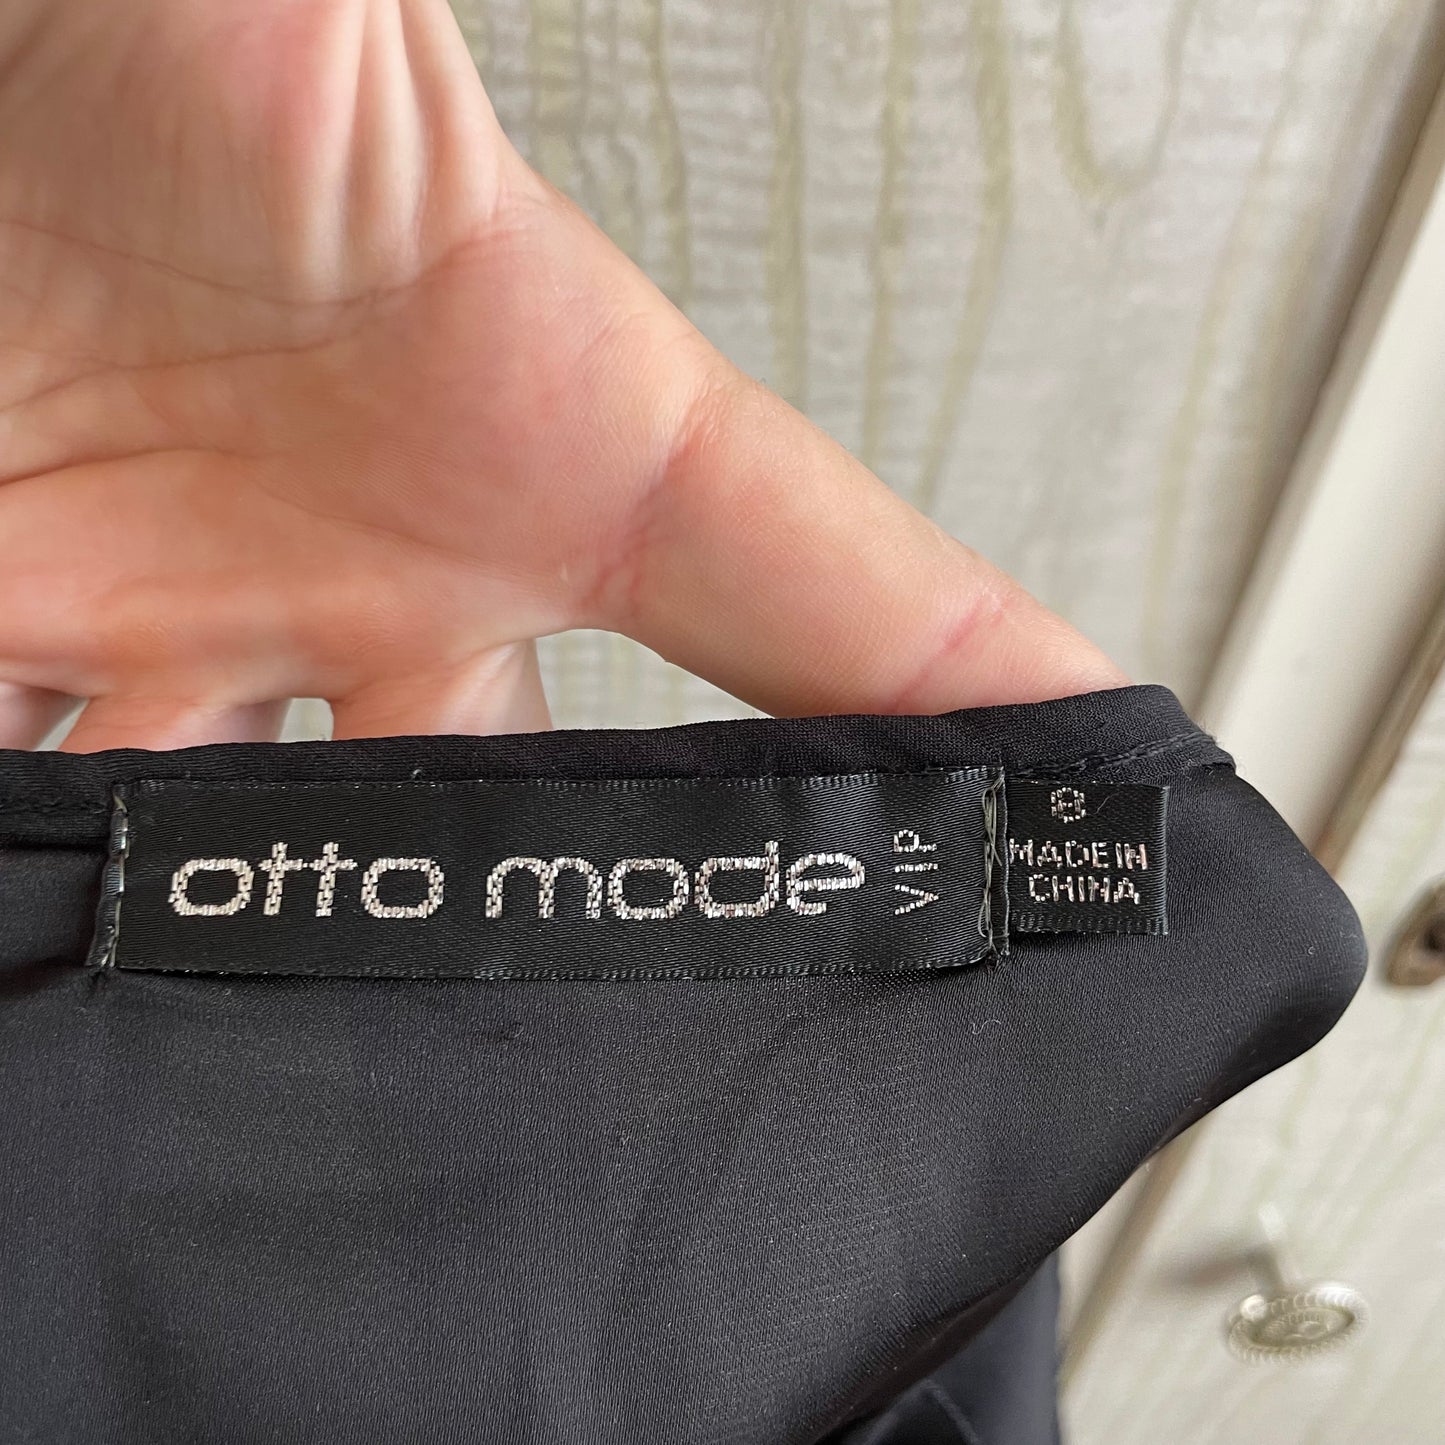 otto mode VIP
8
MADE IN
CHINA